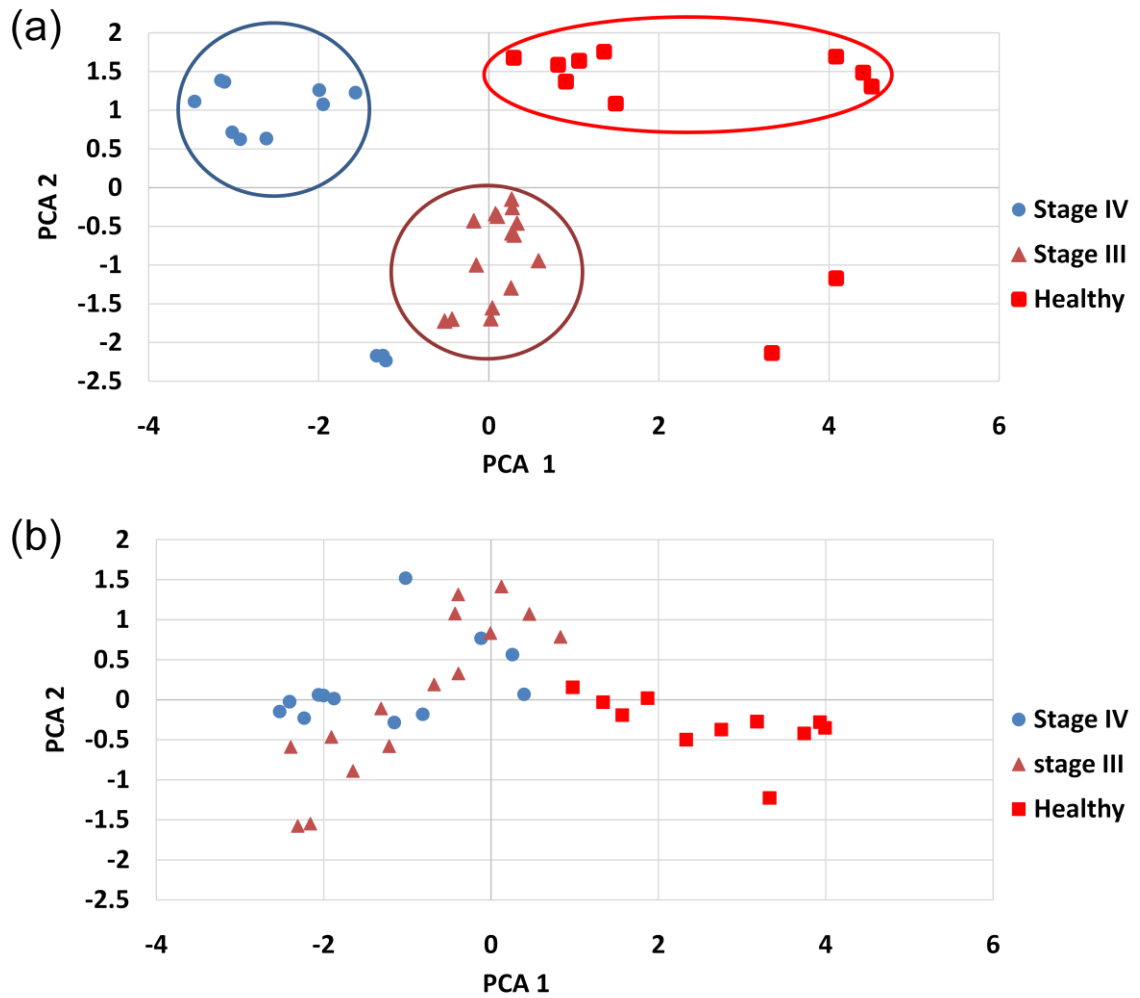 (a)
2
1.5
1
0.5
0
-0.5
-1
-1.5
-2
-2.5
PCA 2
-4 -2 0 2 4 6
PCA 1
Stage IV
Stage III
Healthy
(b)
2
1.5
1
0.5
0
-0.5
-1
-1.5
-2
-2.5
PCA 2
-4 -2 0 2 4 6
PCA 1
Stage IV
stage III
Healthy